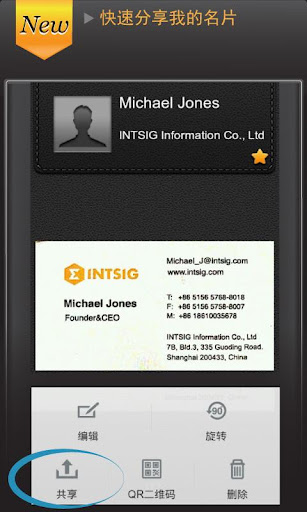 New
快速分享我的名片
Michael Jones
INTSIG Information Co., Ltd
INTSIG
Michael_J@intsig.com
www.intsig.com
Michael Jones
Founder&CEO
T: +86 5156 5768-8018
F: +86 5156 5758-8007
M: +86 18610035678
INTSIG Information Co., Ltd
7B, Bld.3, 335 Guoding Road.
Shanghai 200433, China
编辑
90
旋转
共享
QR二维码
删除